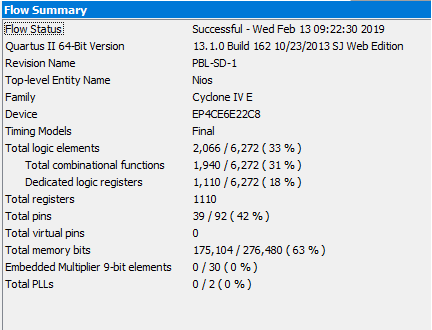 Flow Summary
Flow Status Successful - Wed Feb 13 09:22:30 2019
Quartus II 64-Bit Version 13.1.0 Build 162 10/23/2013 SJ Web Edition
Revision Name PBL-SD-1
Top-level Entity Name Nios
Family Cyclone IV E
Device EP4CE6E22C8
Timing Models Final
Total logic elements 2,066 / 6,272 ( 33 % )
Total combinational functions 1,940 / 6,272 ( 31 % )
Dedicated logic registers 1,110 / 6,272 ( 18 % )
Total registers 1110
Total pins 39 / 92 ( 42 % )
Total virtual pins 0
Total memory bits 175,104 / 276,480 ( 63 % )
Embedded Multiplier 9-bit elements 0 / 30 ( 0 % )
Total PLLs 0 / 2 ( 0 % )